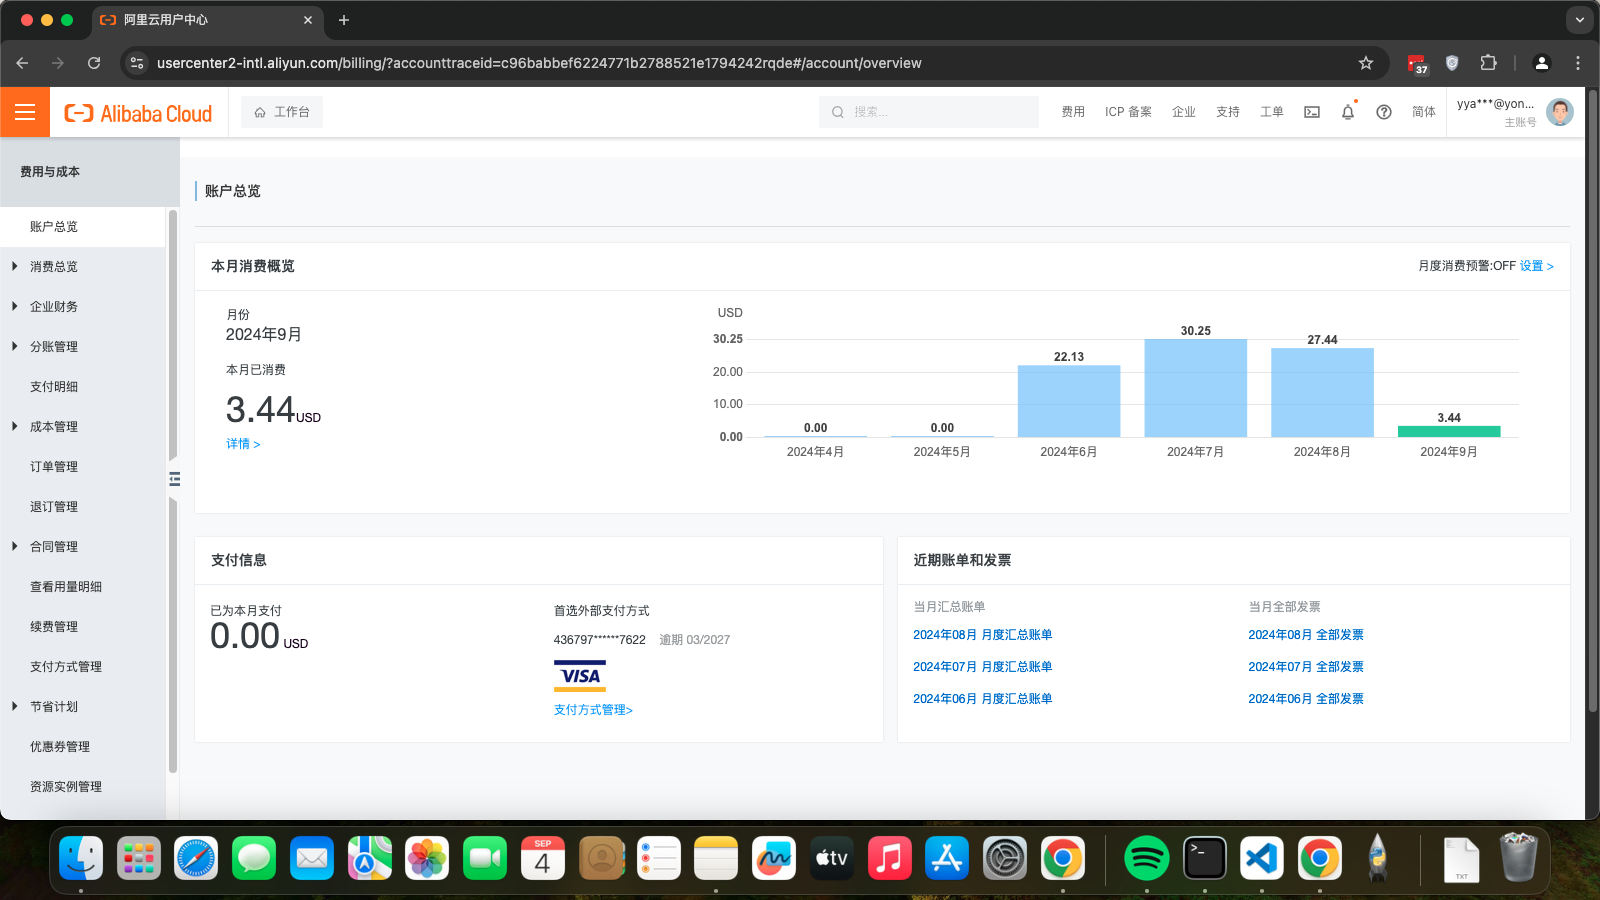 阿里云用户中心
usercenter2-intl.aliyun.com/billing/?accounttraceid=c96babbef6224771b2788521e1794242rqde#/account/overview
37
Alibaba Cloud
工作台
搜索...
费用
ICP 备案
企业
支持
工单
简体
yya***@yon...
主账号
费用与成本
账户总览
消费总览
企业财务
分账管理
支付明细
成本管理
订单管理
退订管理
合同管理
查看用量明细
续费管理
支付方式管理
节省计划
优惠券管理
资源实例管理
账户总览
本月消费概览
月度消费预警:OFF 设置 >
月份
2024年9月
本月已消费
3.44USD
详情 >
USD
30.25
20.00
10.00
0.00
0.00
0.00
22.13
30.25
27.44
3.44
2024年4月
2024年5月
2024年6月
2024年7月
2024年8月
2024年9月
支付信息
已为本月支付
0.00 USD
首选外部支付方式
436797******7622 逾期 03/2027
VISA
支付方式管理>
近期账单和发票
当月汇总账单
2024年08月 月度汇总账单
2024年07月 月度汇总账单
2024年06月 月度汇总账单
当月全部发票
2024年08月 全部发票
2024年07月 全部发票
2024年06月 全部发票
SEP
4
tv
>_
TXT